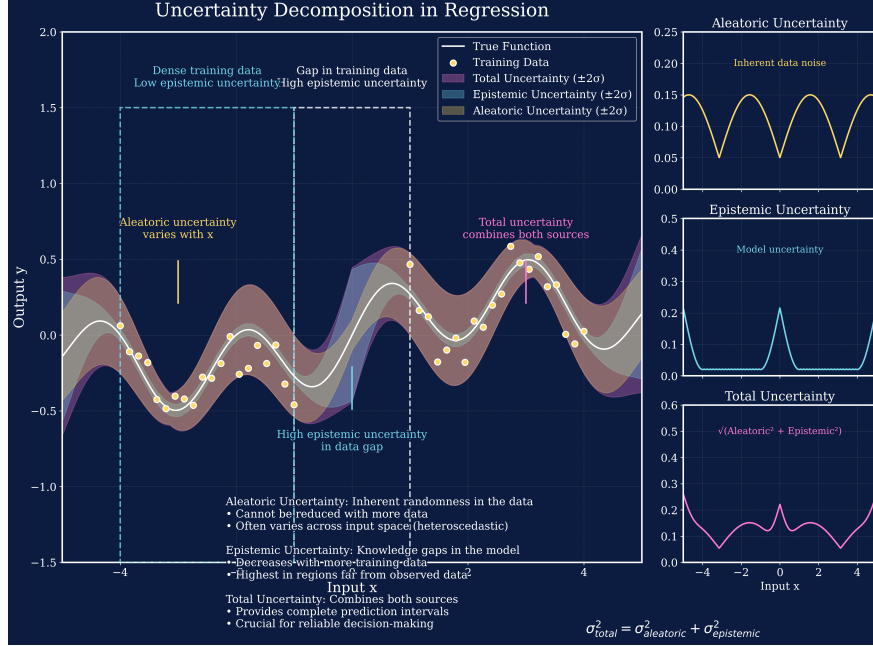 Uncertainty Decomposition in Regression
2.0
1.5
1.0
0.5
0.0
−0.5
−1.0
−1.5
Output y
−4
−2
0
2
4
Input x
Dense training data
Low epistemic uncertainty
Gap in training data
High epistemic uncertainty
True Function
Training Data
Total Uncertainty (±2σ)
Epistemic Uncertainty (±2σ)
Aleatoric Uncertainty (±2σ)
Aleatoric uncertainty
varies with x
Total uncertainty
combines both sources
High epistemic uncertainty
in data gap
Aleatoric Uncertainty: Inherent randomness in the data
• Cannot be reduced with more data
• Often varies across input space (heteroscedastic)
Epistemic Uncertainty: Knowledge gaps in the model
• Decreases with more training data
• Highest in regions far from observed data
Total Uncertainty: Combines both sources
• Provides complete prediction intervals
• Crucial for reliable decision-making
Aleatoric Uncertainty
0.25
0.20
0.15
0.10
0.05
0.00
Inherent data noise
Epistemic Uncertainty
0.5
0.4
0.3
0.2
0.1
0.0
Model uncertainty
Total Uncertainty
0.6
0.5
0.4
0.3
0.2
0.1
0.0
√(Aleatoric² + Epistemic²)
−4
−2
0
2
4
Input x
σ²total = σ²aleatoric + σ²epistemic